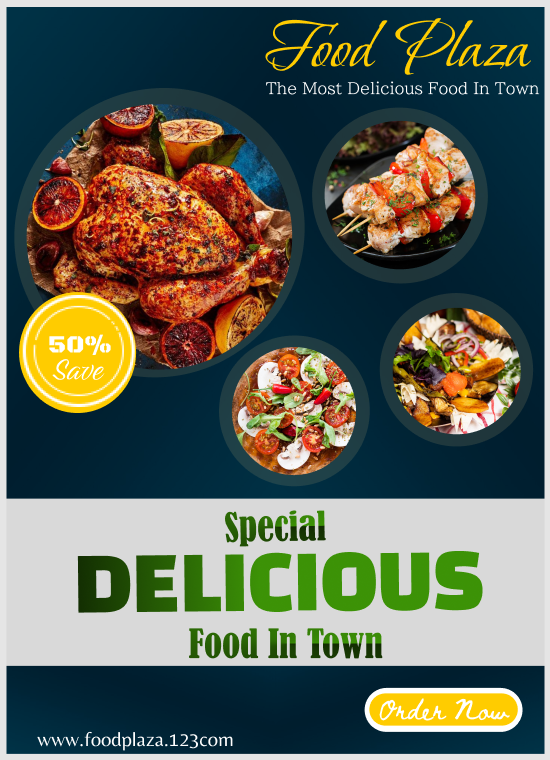 Food Plaza
The Most Delicious Food In Town
50%
Save
Special
DELICIOUS
Food In Town
Order Now
www.foodplaza.123com